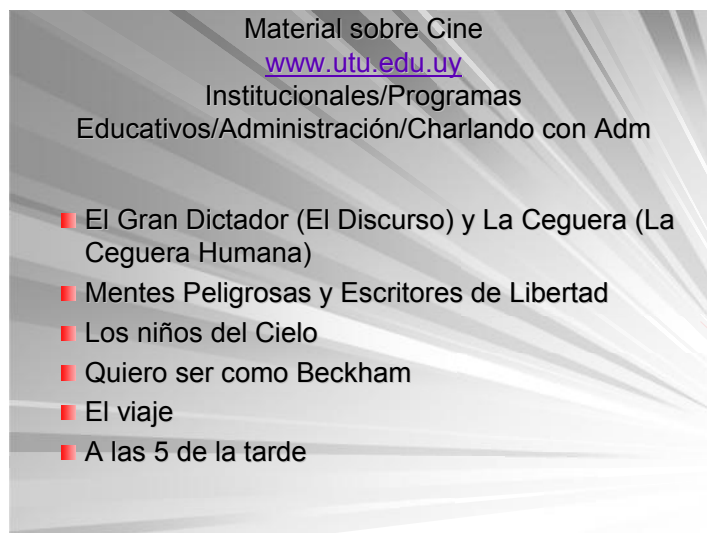 Material sobre Cine
www.utu.edu.uy
Institucionales/Programas
Educativos/Administración/Charlando con Adm
El Gran Dictador (El Discurso) y La Ceguera (La
Ceguera Humana)
Mentes Peligrosas y Escritores de Libertad
Los niños del Cielo
Quiero ser como Beckham
El viaje
A las 5 de la tarde